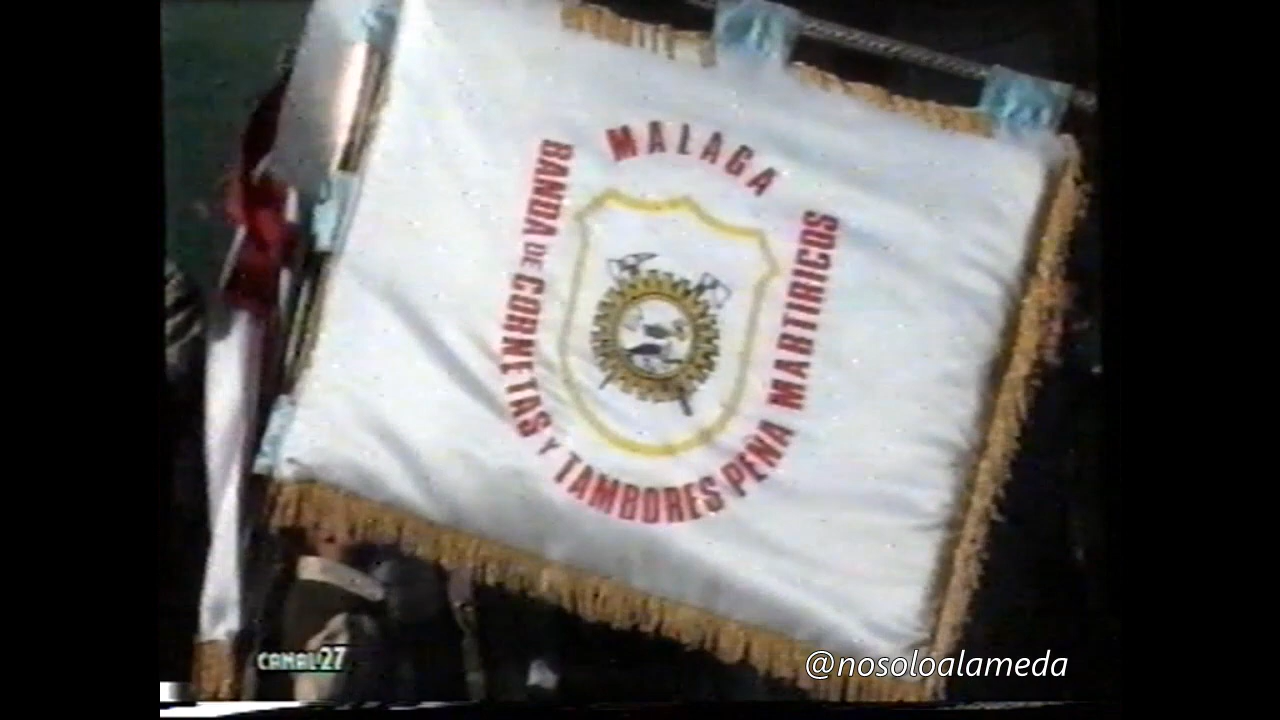 MALAGA
BANDA DE CORNETAS Y TAMBORES PEÑA MARTIRICOS
CANAL 27
@nosoloalameda